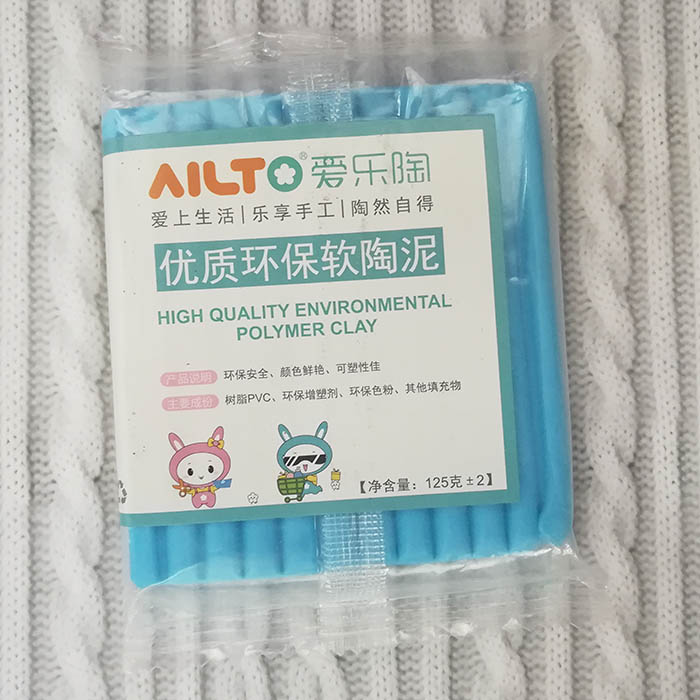 AILTO® 爱乐陶
爱上生活|乐享手工|陶然自得
优质环保软陶泥
HIGH QUALITY ENVIRONMENTAL
POLYMER CLAY
产品说明 环保安全、颜色鲜艳、可塑性佳
主要成份 树脂PVC、环保增塑剂、环保色粉、其他填充物
【净含量：125克±2】